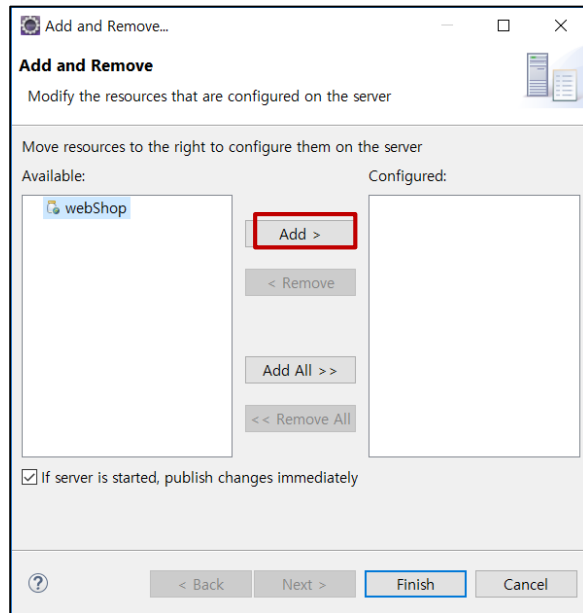 Add and Remove...
Add and Remove
Modify the resources that are configured on the server
Move resources to the right to configure them on the server
Available:
Configured:
webShop
Add >
< Remove
Add All >>
<< Remove All
If server is started, publish changes immediately
?
< Back
Next >
Finish
Cancel